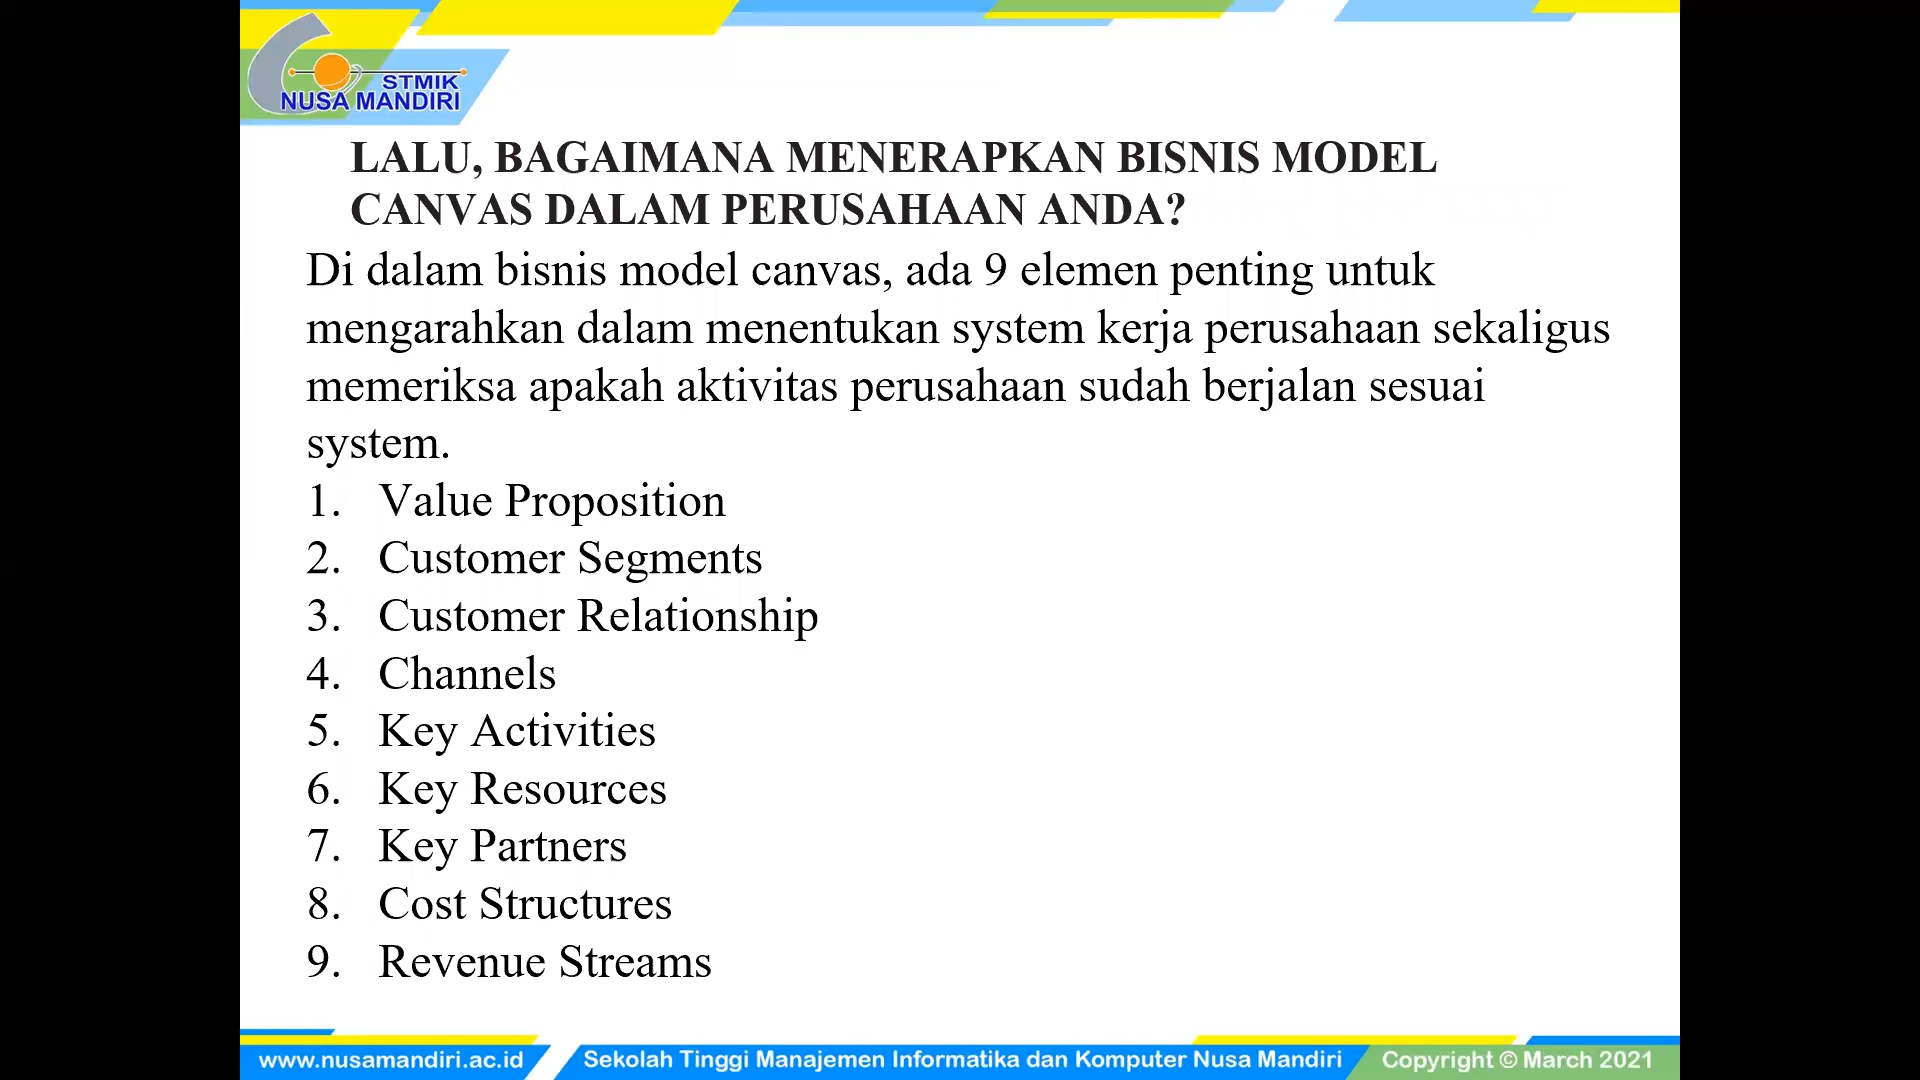 STMIK
NUSA MANDIRI
LALU, BAGAIMANA MENERAPKAN BISNIS MODEL
CANVAS DALAM PERUSAHAAN ANDA?
Di dalam bisnis model canvas, ada 9 elemen penting untuk
mengarahkan dalam menentukan system kerja perusahaan sekaligus
memeriksa apakah aktivitas perusahaan sudah berjalan sesuai
system.
1. Value Proposition
2. Customer Segments
3. Customer Relationship
4. Channels
5. Key Activities
6. Key Resources
7. Key Partners
8. Cost Structures
9. Revenue Streams
www.nusamandiri.ac.id Sekolah Tinggi Manajemen Informatika dan Komputer Nusa Mandiri Copyright © March 2021